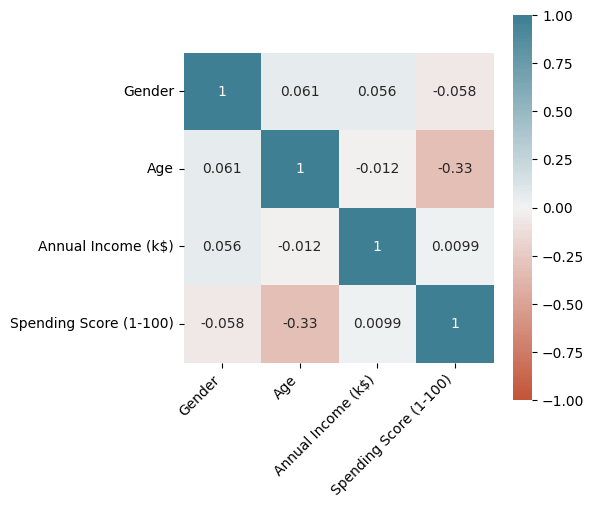 1.00
0.75
0.50
0.25
0.00
−0.25
−0.50
−0.75
−1.00
Gender 1 0.061 0.056 -0.058
Age 0.061 1 -0.012 -0.33
Annual Income (k$) 0.056 -0.012 1 0.0099
Spending Score (1-100) -0.058 -0.33 0.0099 1
Gender
Age
Annual Income (k$)
Spending Score (1-100)